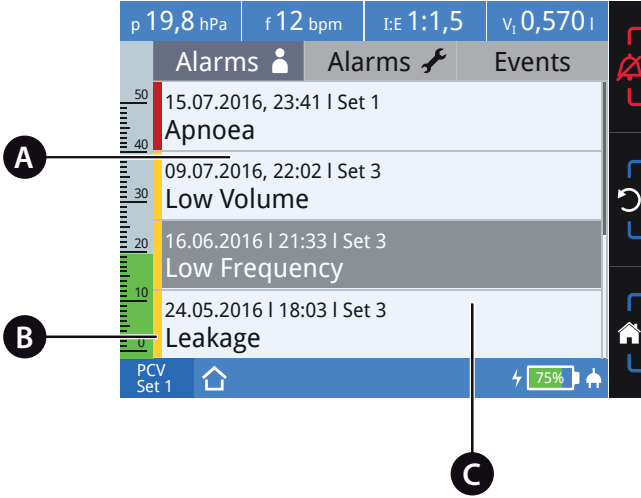 p 19,8 hPa f 12 bpm I:E 1:1,5 VI 0,570 l
Alarms Alarms Events
50
15.07.2016, 23:41 l Set 1
Apnoea
40
A
09.07.2016, 22:02 l Set 3
30
Low Volume
20
16.06.2016 l 21:33 l Set 3
Low Frequency
10
24.05.2016 l 18:03 l Set 3
B
0
Leakage
PCV
Set 1
75%
C